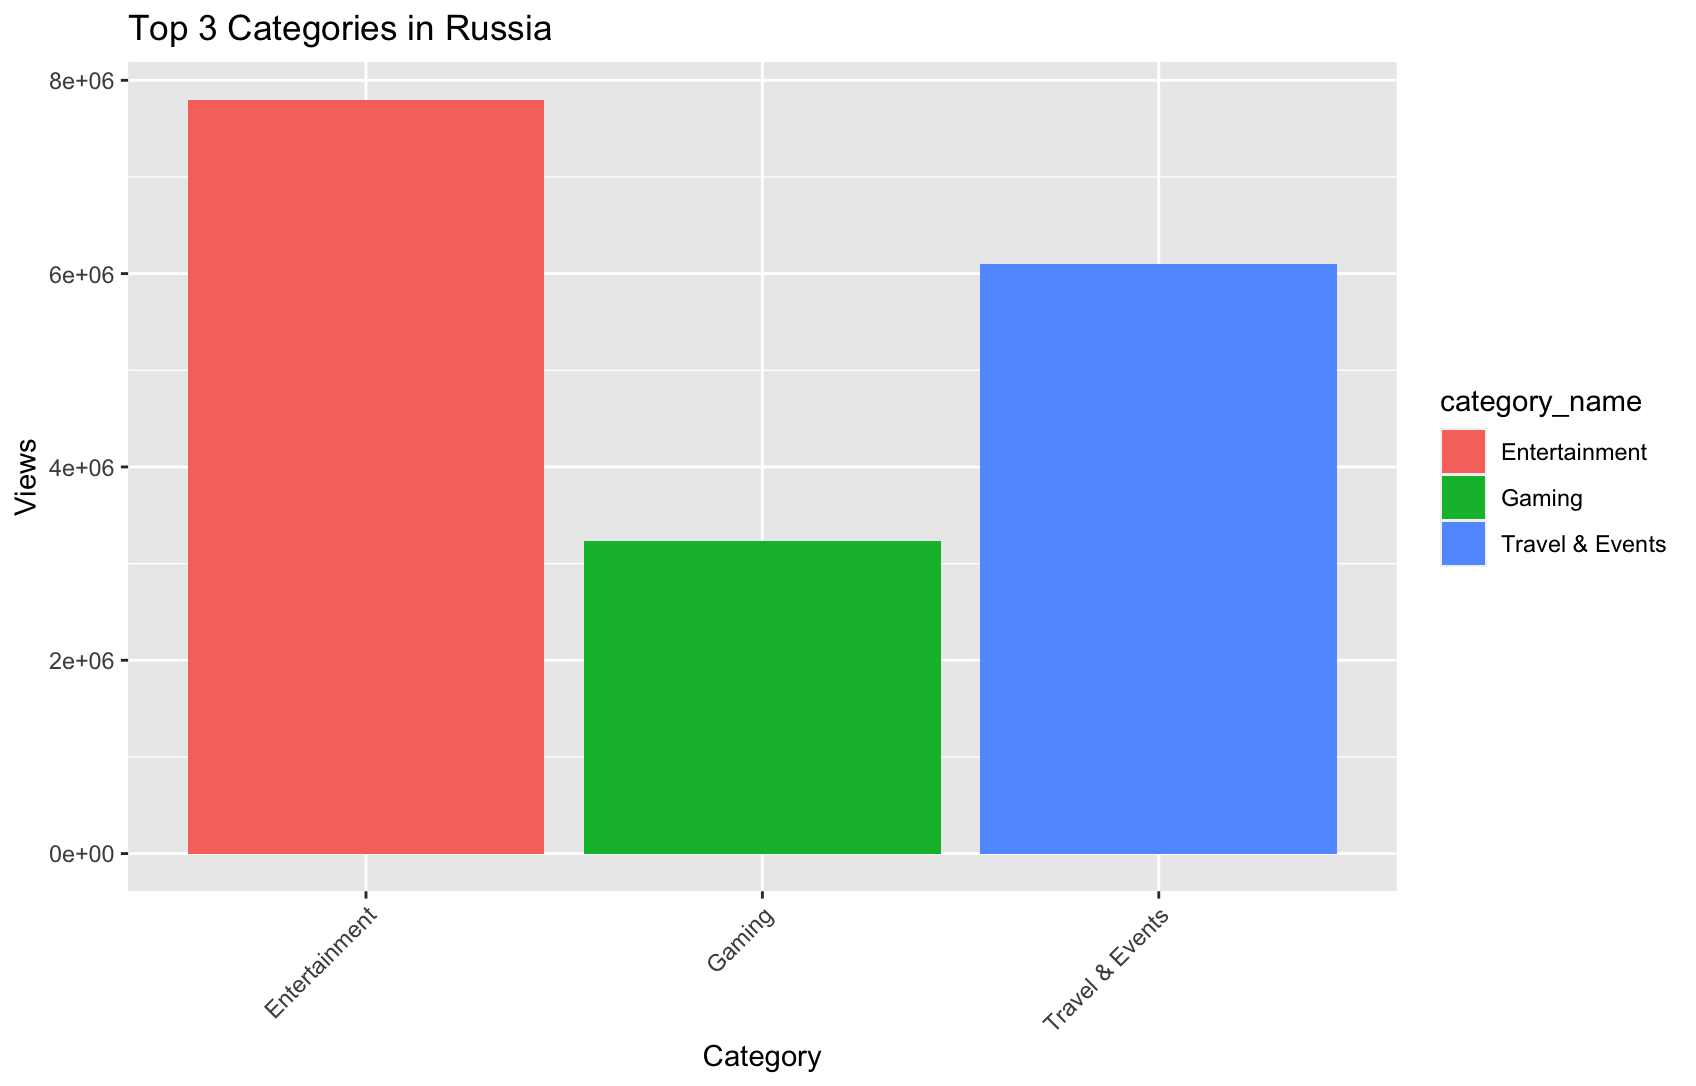 Top 3 Categories in Russia
Views
8e+06
6e+06
4e+06
2e+06
0e+00
Entertainment
Gaming
Travel & Events
Category
category_name
Entertainment
Gaming
Travel & Events